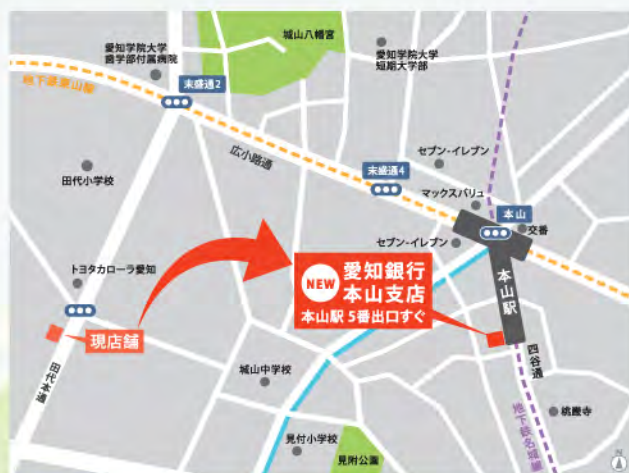 愛知学院大学
歯学部付属病院
城山八幡宮
愛知学院大学
短期大学部
地下鉄東山線
末盛通2
広小路通
末盛通4
セブン-イレブン
マックスバリュ
本山
交番
セブン-イレブン
田代小学校
トヨタカローラ愛知
NEW
愛知銀行
本山支店
本山駅 5番出口すぐ
本山駅
現店舗
田代本通
城山中学校
四谷通
地下鉄名城線
桃巌寺
見付小学校
見附公園
N